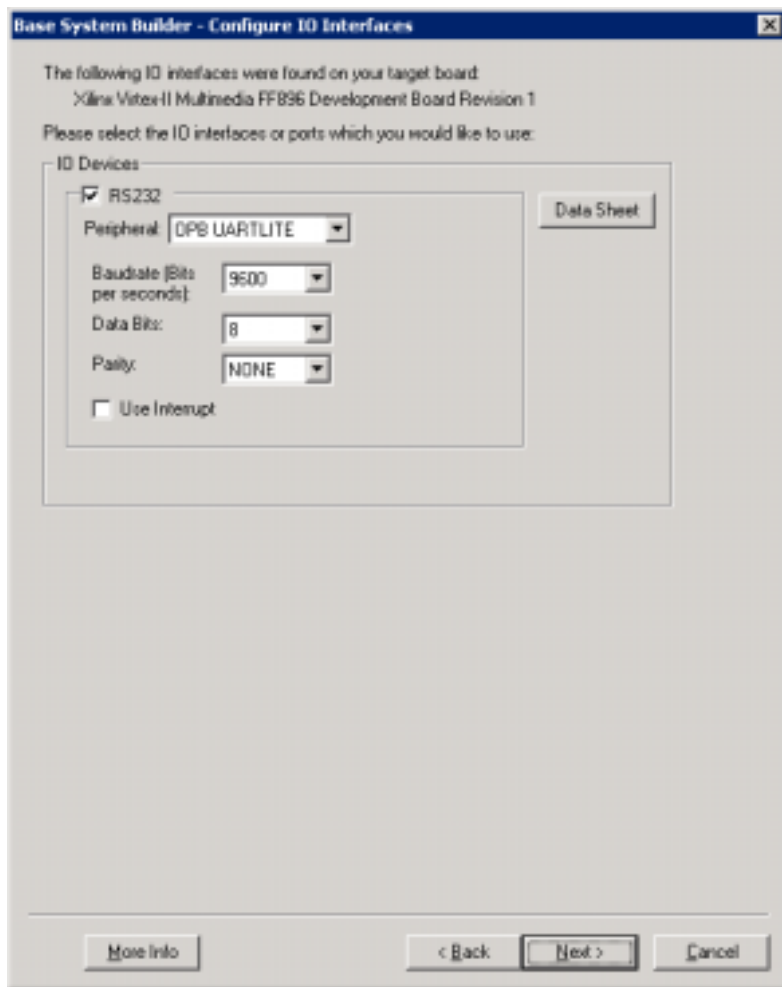 Base System Builder - Configure IO Interfaces
The following IO interfaces were found on your target board:
Xilinx Virtex-II Multimedia FF896 Development Board Revision 1
Please select the IO interfaces or ports which you would like to use:
IO Devices
RS232
Data Sheet
Peripheral: OPB UARTLITE
Baudrate (Bits
per seconds): 9600
Data Bits: 8
Parity: NONE
Use Interrupt
More Info < Back Next > Cancel